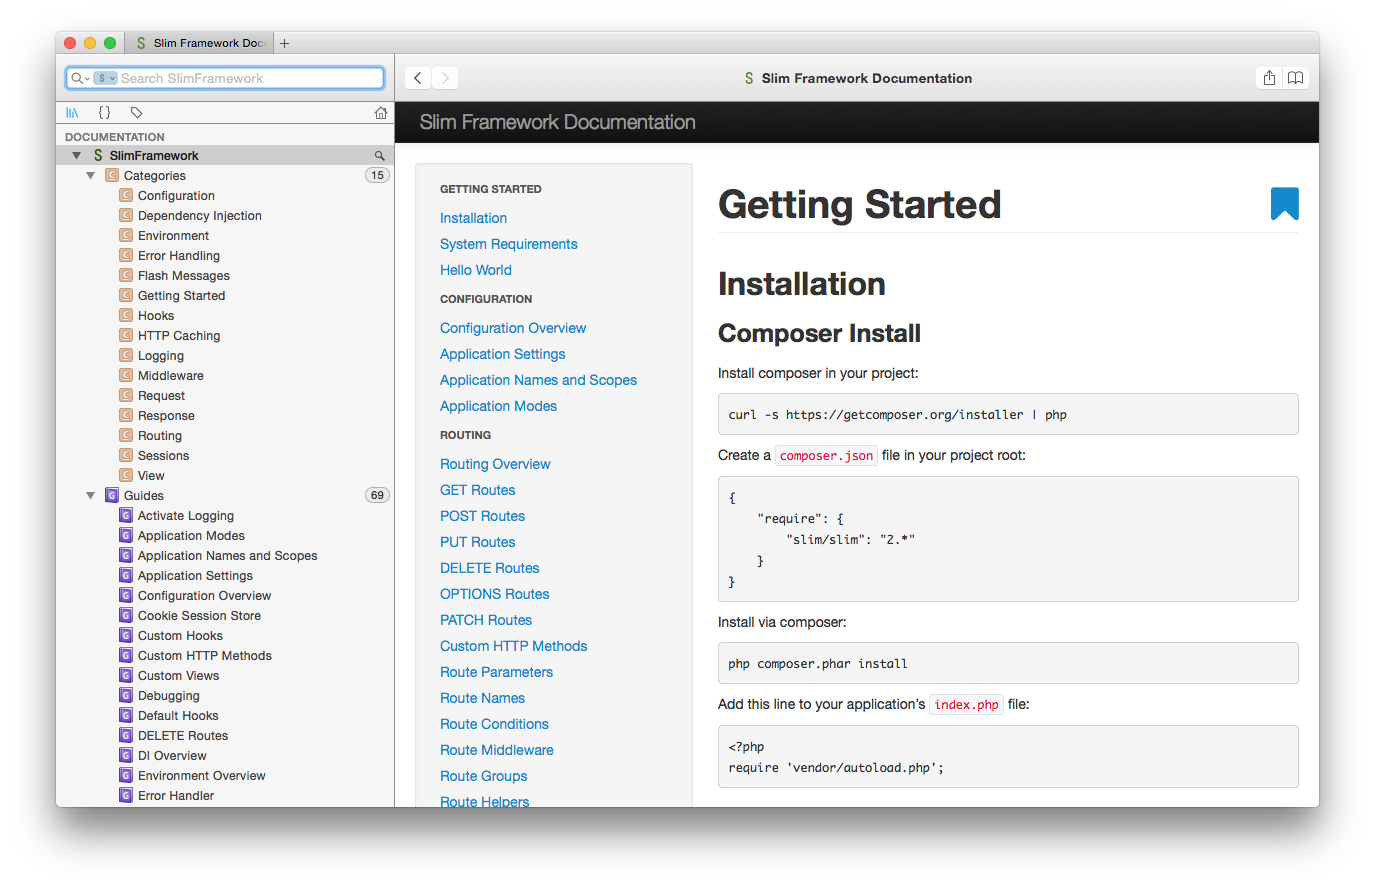 Slim Framework Doc
Search SlimFramework
{}
DOCUMENTATION
SlimFramework
Categories 15
Configuration
Dependency Injection
Environment
Error Handling
Flash Messages
Getting Started
Hooks
HTTP Caching
Logging
Middleware
Request
Response
Routing
Sessions
View
Guides 69
Activate Logging
Application Modes
Application Names and Scopes
Application Settings
Configuration Overview
Cookie Session Store
Custom Hooks
Custom HTTP Methods
Custom Views
Debugging
Default Hooks
DELETE Routes
DI Overview
Environment Overview
Error Handler
S Slim Framework Documentation
Slim Framework Documentation
GETTING STARTED
Installation
System Requirements
Hello World
CONFIGURATION
Configuration Overview
Application Settings
Application Names and Scopes
Application Modes
ROUTING
Routing Overview
GET Routes
POST Routes
PUT Routes
DELETE Routes
OPTIONS Routes
PATCH Routes
Custom HTTP Methods
Route Parameters
Route Names
Route Conditions
Route Middleware
Route Groups
Route Helpers
Getting Started
Installation
Composer Install
Install composer in your project:
curl -s https://getcomposer.org/installer | php
Create a composer.json file in your project root:
{
"require": {
"slim/slim": "2.*"
}
}
Install via composer:
php composer.phar install
Add this line to your application's index.php file:
<?php
require 'vendor/autoload.php';